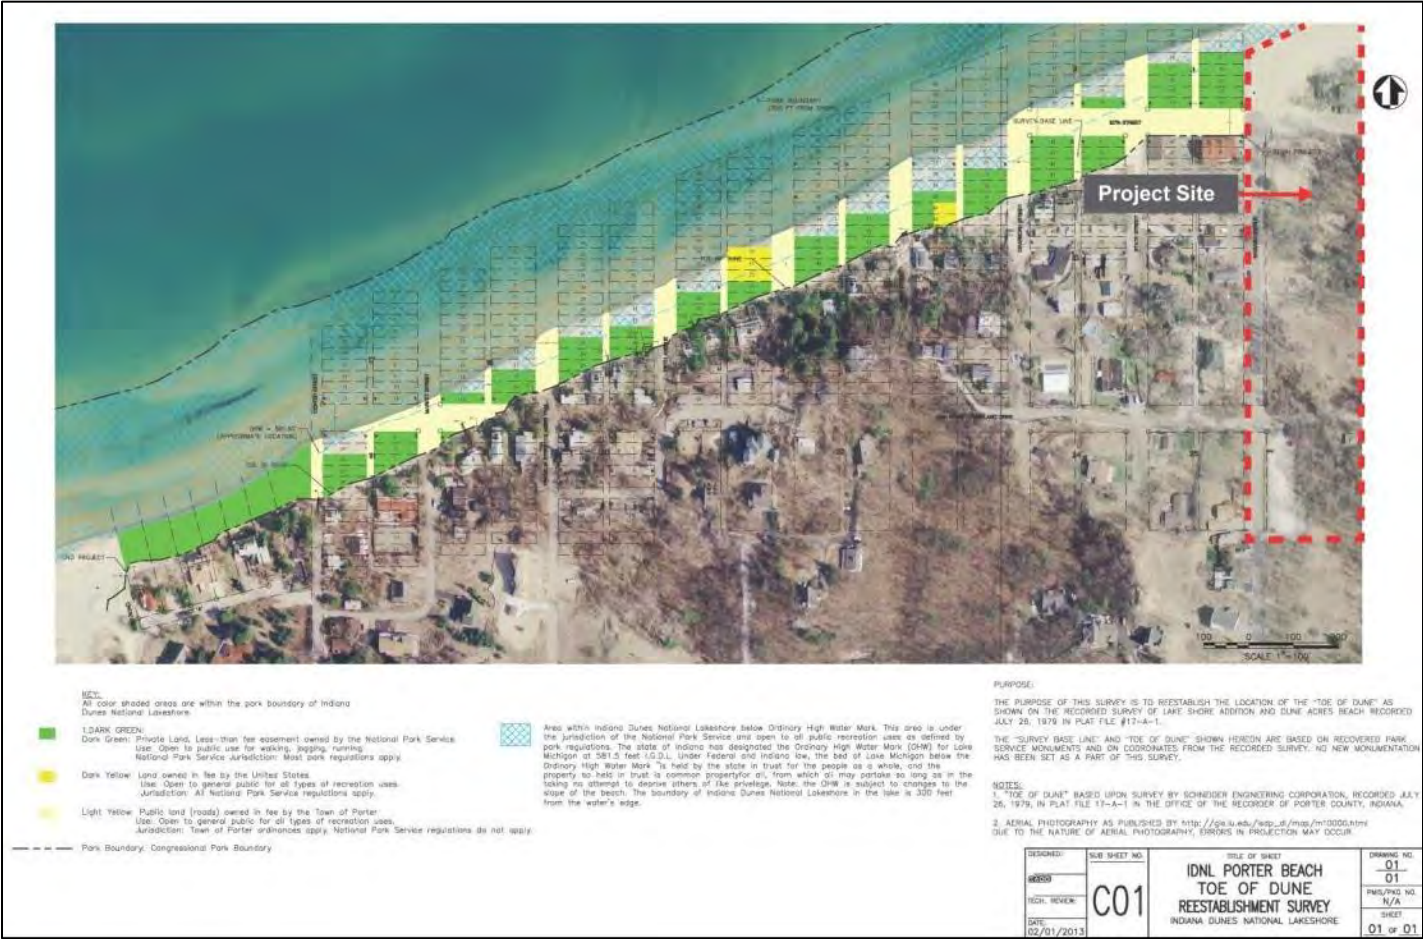 PARK BOUNDARY
SURVEY BASE LINE
Project Site
TOE OF DUNE
END PROJECT
100 0 100 200
SCALE 1"=100'
KEY:
All color shaded areas are within the park boundary of Indiana
Dunes National Lakeshore.
1.DARK GREEN:
Dark Green: Private Land, Less-than fee easement owned by the National Park Service.
Use: Open to public use for walking, jogging, running
National Park Service Jurisdiction: Most park regulations apply.
Dark Yellow: Land owned in fee by the United States.
Use: Open to general public for all types of recreation uses.
Jurisdiction: All National Park Service regulations apply.
Light Yellow: Public land (roads) owned in fee by the Town of Porter
Use: Open to general public for all types of recreation uses.
Jurisdiction: Town of Porter ordinances apply. National Park Service regulations do not apply.
Park Boundary: Congressional Park Boundary
Area within Indiana Dunes National Lakeshore below Ordinary High Water Mark. This area is under
the jurisdiction of the National Park Service and open to all public recreation uses as defined by
park regulations. The state of Indiana has designated the Ordinary High Water Mark (OHW) for Lake
Michigan at 581.5 feet I.G.D.L. Under Federal and Indiana law, the bed of Lake Michigan below the
Ordinary High Water Mark "is held by the state in trust for the people as a whole, and the
property so held in trust is common propertyfor all, from which all may partake so long as in the
taking no attempt to deprive others of like privelege. Note: the OHW is subject to changes to the
slope of the beach. The boundary of Indiana Dunes National Lakeshore in the lake is 300 feet
from the water's edge.
PURPOSE:
THE PURPOSE OF THIS SURVEY IS TO REESTABLISH THE LOCATION OF THE "TOE OF DUNE" AS
SHOWN ON THE RECORDED SURVEY OF LAKE SHORE ADDITION AND DUNE ACRES BEACH RECORDED
JULY 26, 1979 IN PLAT FILE #17-A-1.
THE "SURVEY BASE LINE" AND "TOE OF DUNE" SHOWN HEREON ARE BASED ON RECOVERED PARK
SERVICE MONUMENTS AND ON COORDINATES FROM THE RECORDED SURVEY. NO NEW MONUMENTATION
HAS BEEN SET AS A PART OF THIS SURVEY.
NOTES:
1. "TOE OF DUNE" BASED UPON SURVEY BY SCHNEIDER ENGINEERING CORPORATION, RECORDED JULY
26, 1979, IN PLAT FILE 17-A-1 IN THE OFFICE OF THE RECORDER OF PORTER COUNTY, INDIANA.
2. AERIAL PHOTOGRAPHY AS PUBLISHED BY http://gis.iu.edu/isdp_dl/map/m10000.html
DUE TO THE NATURE OF AERIAL PHOTOGRAPHY, ERRORS IN PROJECTION MAY OCCUR.
DESIGNED:
CADD
TECH. REVIEW:
DATE:
02/01/2013
SUB SHEET NO.
C01
TITLE OF SHEET
IDNL PORTER BEACH
TOE OF DUNE
REESTABLISHMENT SURVEY
INDIANA DUNES NATIONAL LAKESHORE
DRAWING NO.
01
01
PMIS/PKG NO.
N/A
SHEET
01 OF 01